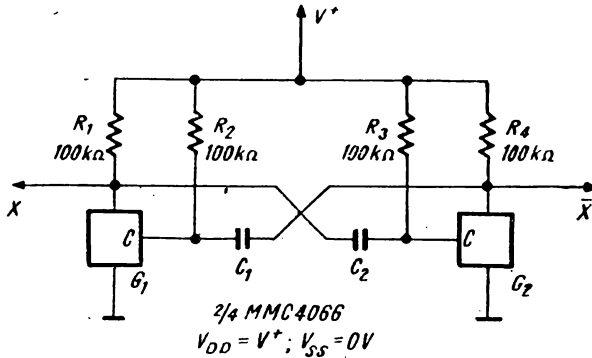 V⁺
R₁
100kΩ
R₂
100kΩ
R₃
100kΩ
R₄
100kΩ
X
X̅
C
G₁
C₁
C₂
C
G₂
2/4 MMC4066
V_DD = V⁺; V_SS = 0V